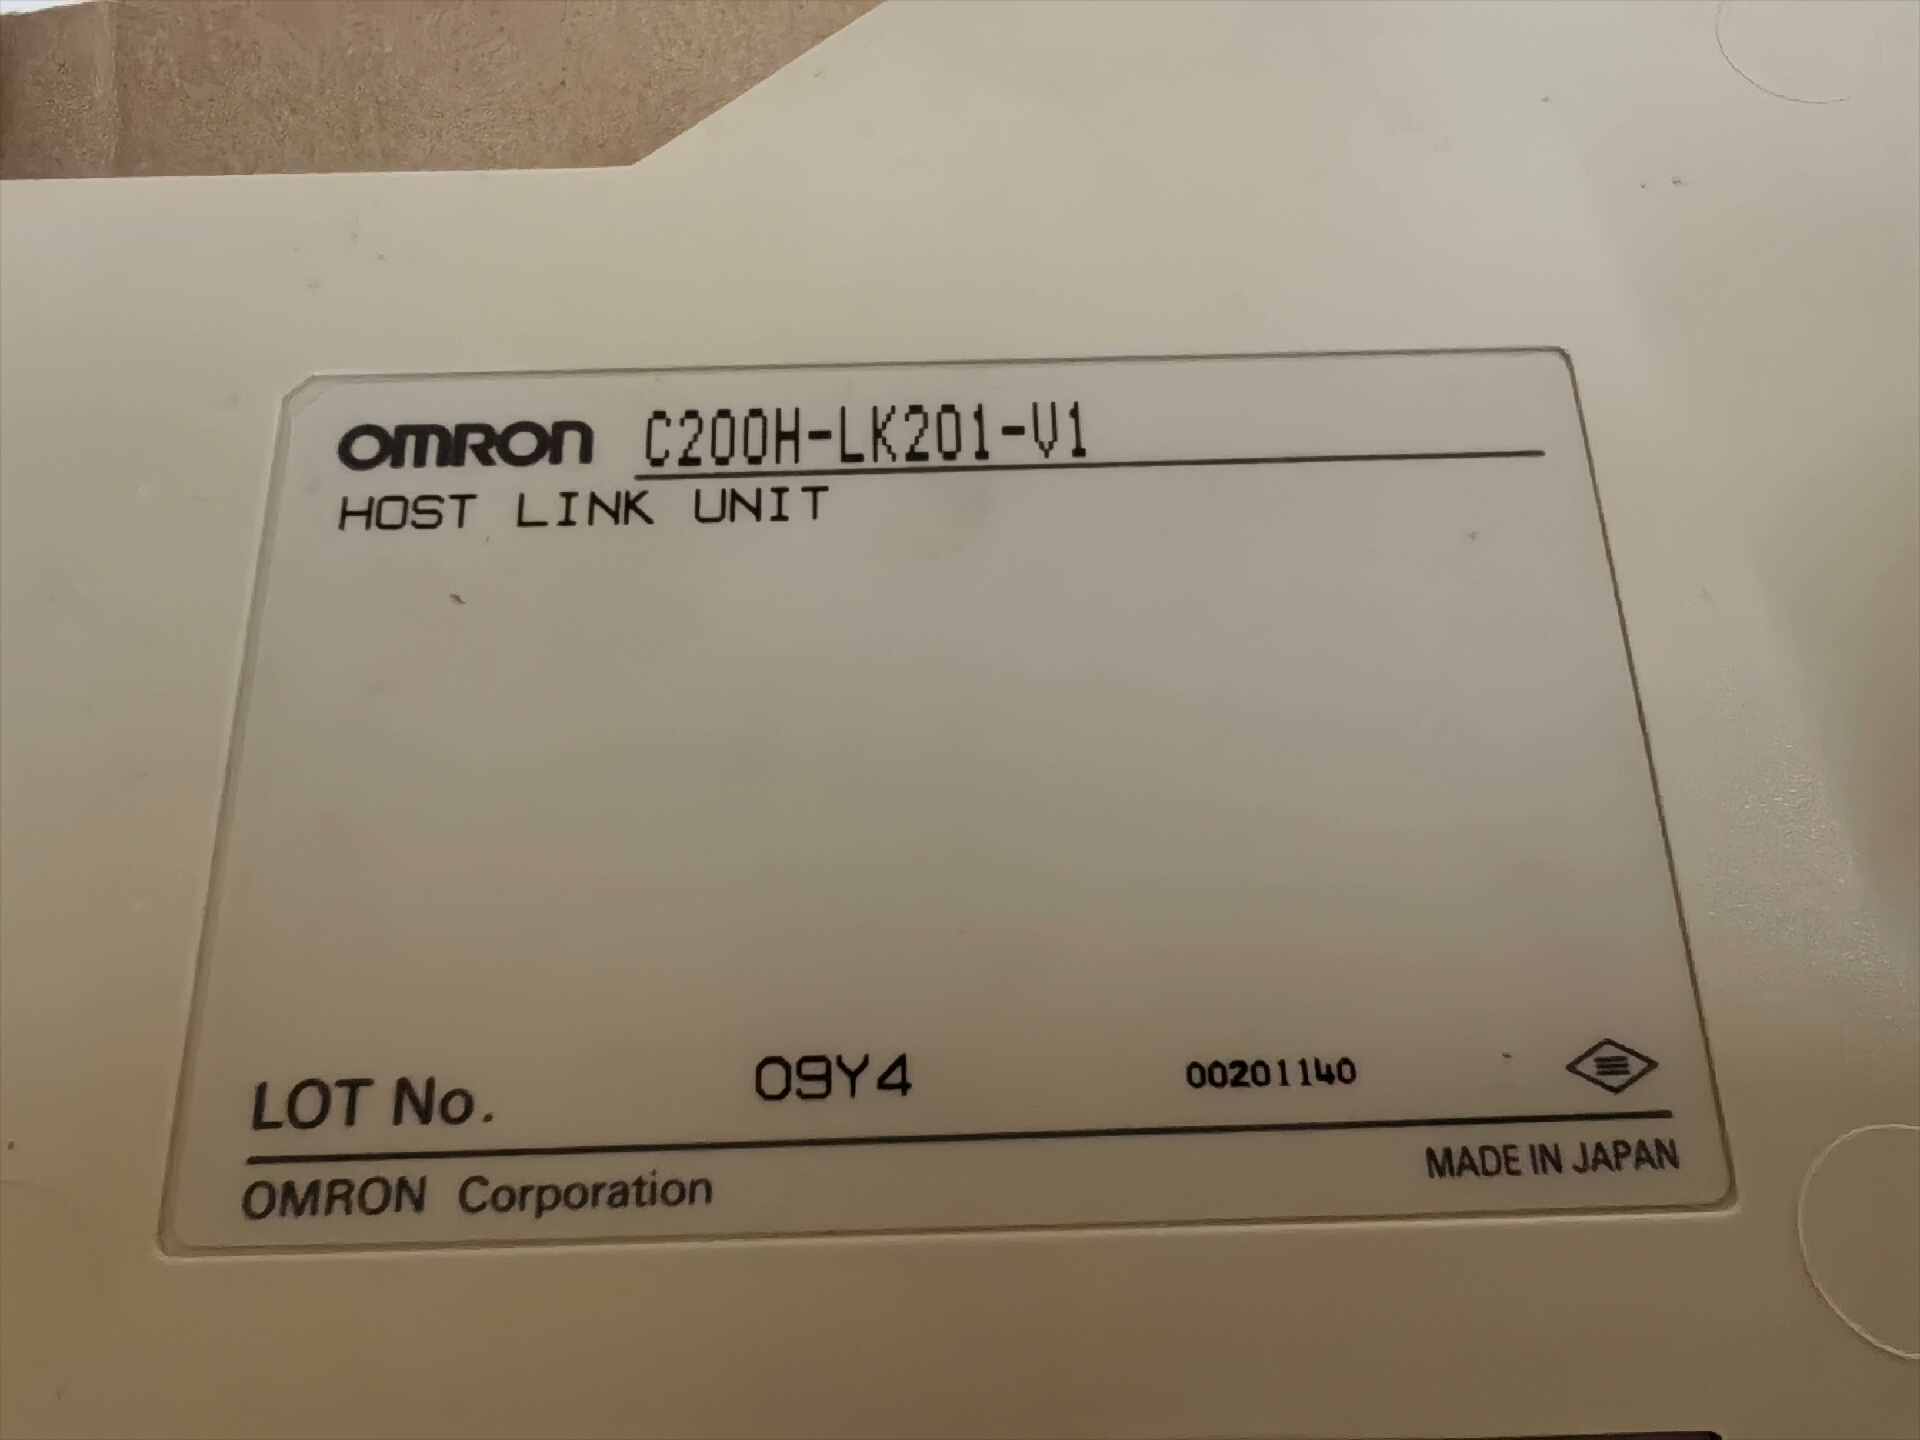 OMRON C200H-LK201-V1
HOST LINK UNIT
LOT No. 09Y4 00201140
OMRON Corporation MADE IN JAPAN